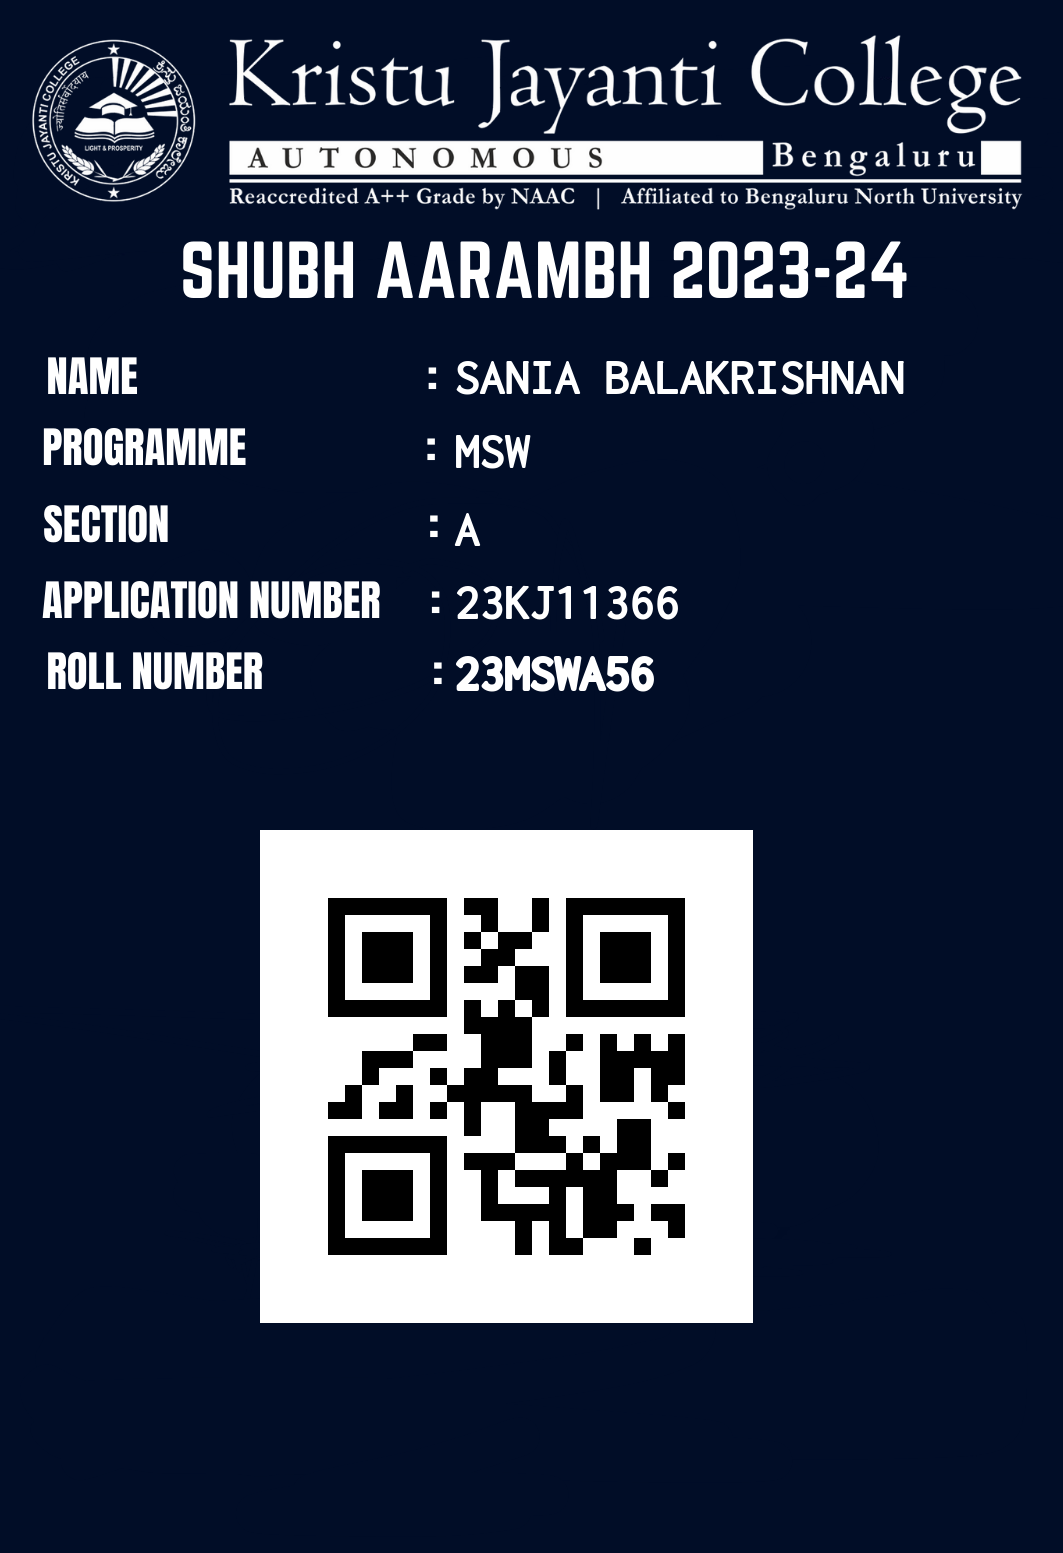 KRISTU JAYANTI COLLEGE
LIGHT & PROSPERITY
Kristu Jayanti College
AUTONOMOUS Bengaluru
Reaccredited A++ Grade by NAAC | Affiliated to Bengaluru North University
SHUBH AARAMBH 2023-24
NAME : SANIA BALAKRISHNAN
PROGRAMME : MSW
SECTION : A
APPLICATION NUMBER : 23KJ11366
ROLL NUMBER : 23MSWA56